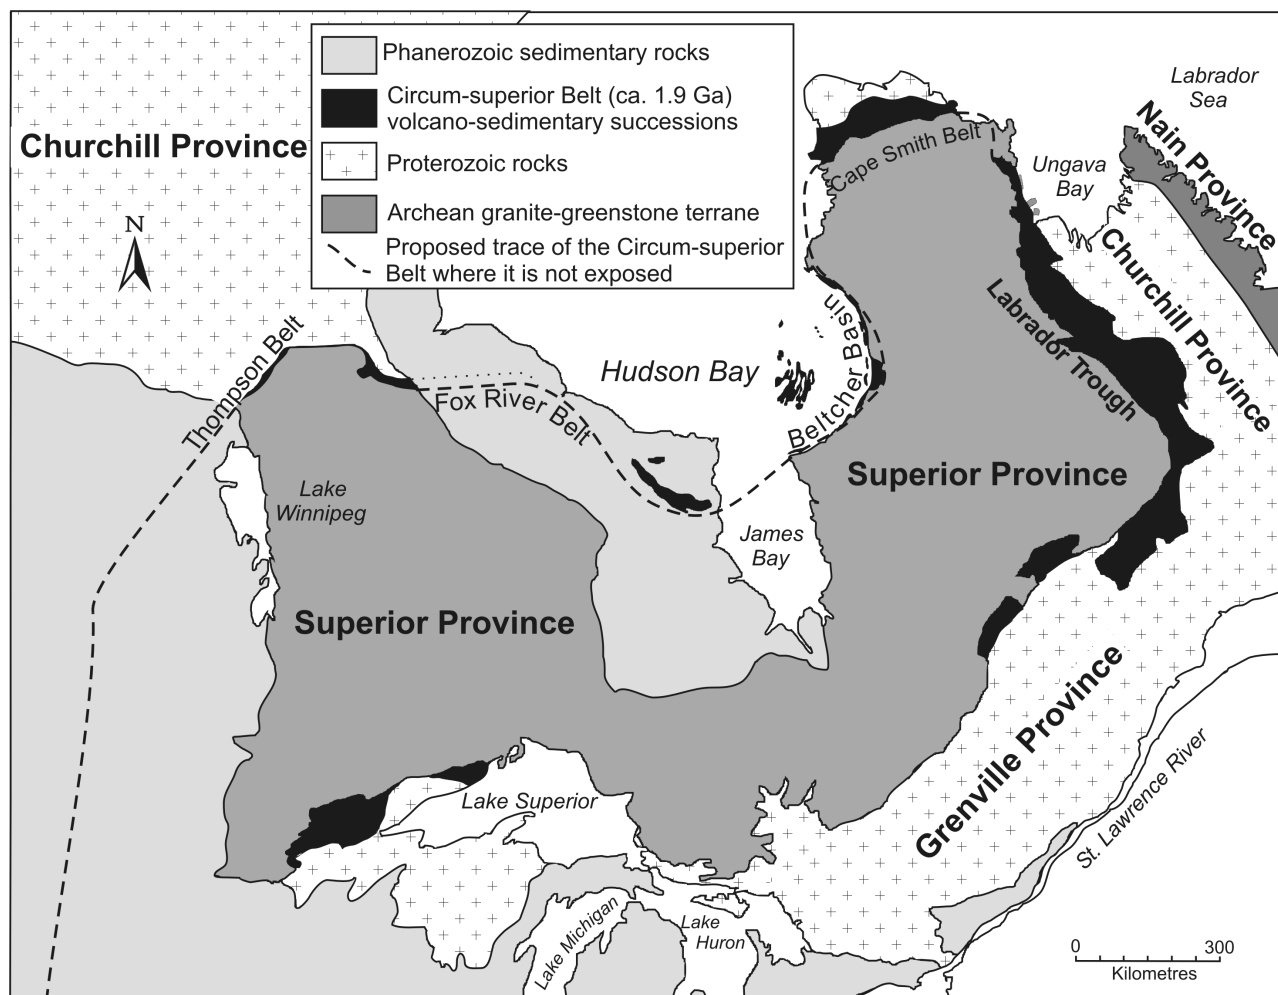 Phanerozoic sedimentary rocks
Circum-superior Belt (ca. 1.9 Ga)
volcano-sedimentary successions
Proterozoic rocks
Archean granite-greenstone terrane
Proposed trace of the Circum-superior
Belt where it is not exposed
Churchill Province
N
Labrador
Sea
Nain Province
Cape Smith Belt
Ungava
Bay
Churchill Province
Labrador Trough
Thompson Belt
Hudson Bay
Beltcher Basin
Fox River Belt
Superior Province
Lake
Winnipeg
James
Bay
Superior Province
Grenville Province
Lake Superior
St. Lawrence River
Lake Michigan
Lake
Huron
0 300
Kilometres